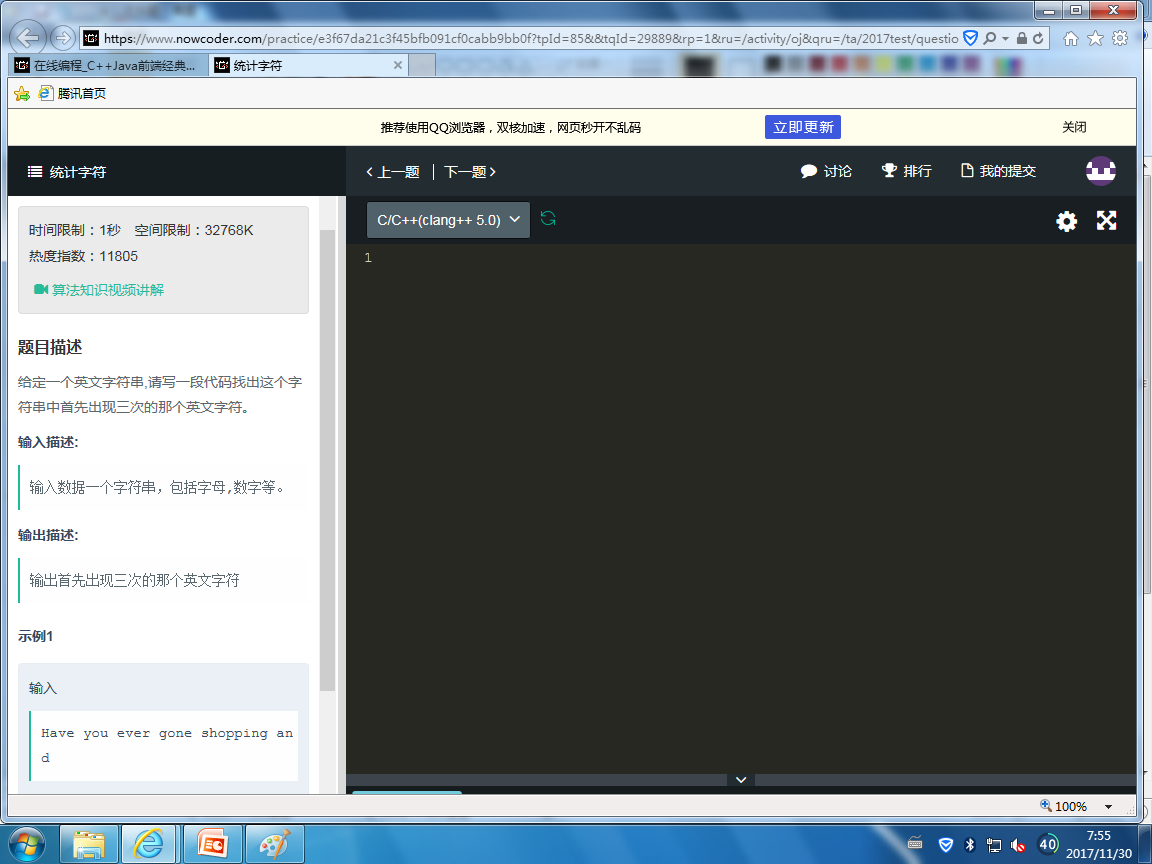 https://www.nowcoder.com/practice/e3f67da21c3f45bfb091cf0cabb9bb0f?tpId=85&&tqId=29889&rp=1&ru=/activity/oj&qru=/ta/2017test/questio
在线编程_C++Java前端经典...
统计字符
腾讯首页
推荐使用QQ浏览器，双核加速，网页秒开不乱码
立即更新
关闭
统计字符
上一题
下一题
讨论
排行
我的提交
C/C++(clang++ 5.0)
1
时间限制：1秒 空间限制：32768K
热度指数：11805
算法知识视频讲解
题目描述
给定一个英文字符串,请写一段代码找出这个字
符串中首先出现三次的那个英文字符。
输入描述:
输入数据一个字符串，包括字母,数字等。
输出描述:
输出首先出现三次的那个英文字符
示例1
输入
Have you ever gone shopping an
d
100%
40
7:55
2017/11/30